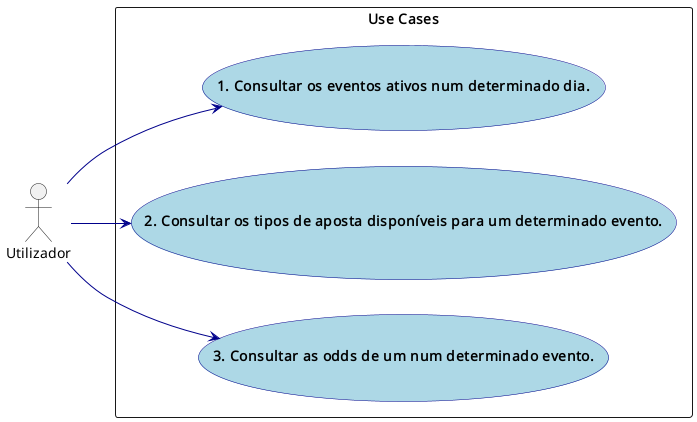 Use Cases
1. Consultar os eventos ativos num determinado dia.
2. Consultar os tipos de aposta disponíveis para um determinado evento.
Utilizador
3. Consultar as odds de um num determinado evento.